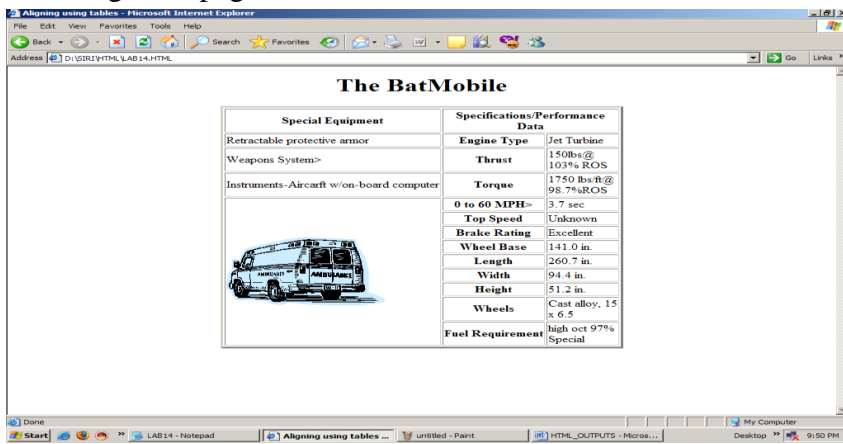 Aligning using tables - Microsoft Internet Explorer
File Edit View Favorites Tools Help
Back Search Favorites
Address D:\SIRI\HTML\LAB14.HTML Go Links »
The BatMobile
Special Equipment
Specifications/Performance
Data
Retractable protective armor
Engine Type Jet Turbine
Weapons System>
Thrust 150lbs@
103% ROS
Instruments-Aircarft w/on-board computer
Torque 1750 lbs/ft@
98.7%ROS
0 to 60 MPH> 3.7 sec
Top Speed Unknown
Brake Rating Excellent
Wheel Base 141.0 in.
Length 260.7 in.
Width 94.4 in.
Height 51.2 in.
Wheels Cast alloy, 15
x 6.5
Fuel Requirement high oct 97%
Special
AMBULANCE
Done My Computer
Start » LAB14 - Notepad Aligning using tables ... untitled - Paint HTML_OUTPUTS - Micros... Desktop » 9:50 PM